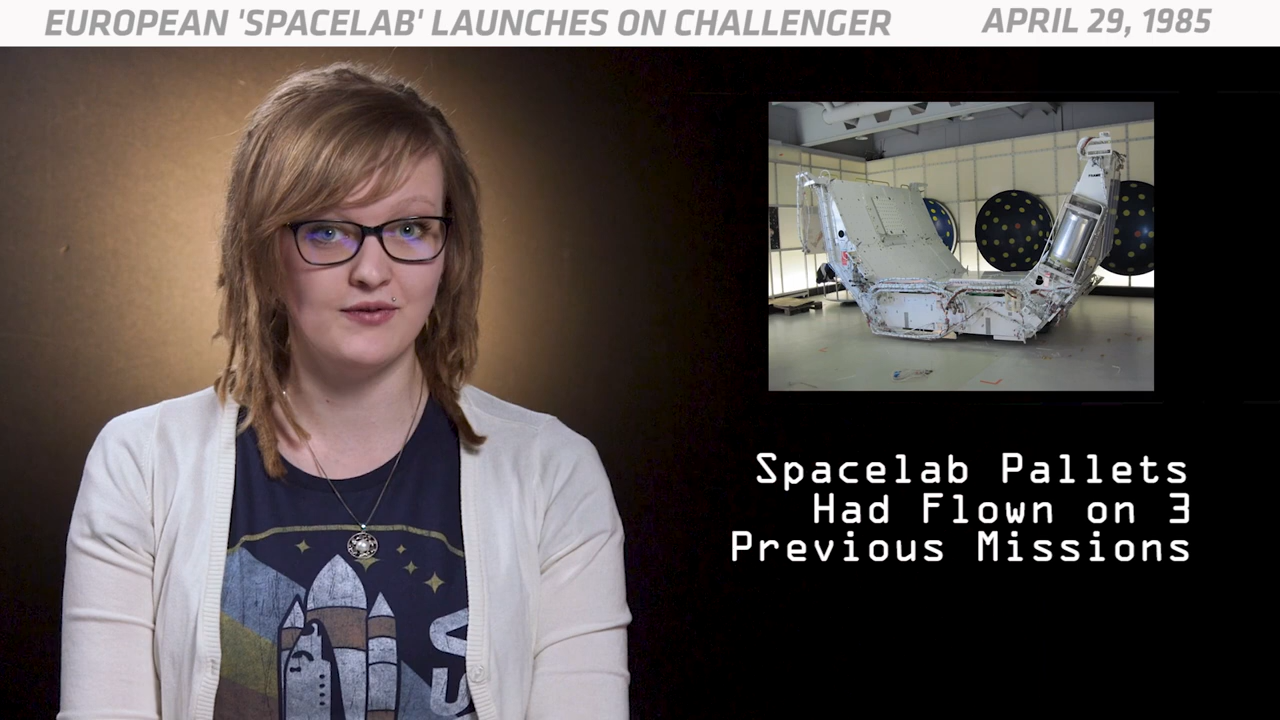 EUROPEAN 'SPACELAB' LAUNCHES ON CHALLENGER
APRIL 29, 1985
Spacelab Pallets
Had Flown on 3
Previous Missions